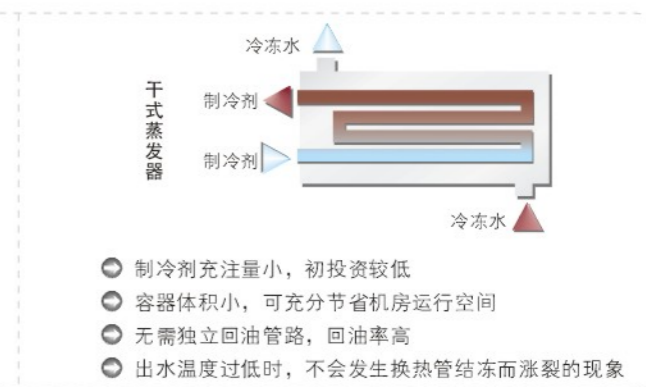 冷冻水
干式蒸发器
制冷剂
制冷剂
冷冻水
制冷剂充注量小，初投资较低
容器体积小，可充分节省机房运行空间
无需独立回油管路，回油率高
出水温度过低时，不会发生换热管结冻而涨裂的现象